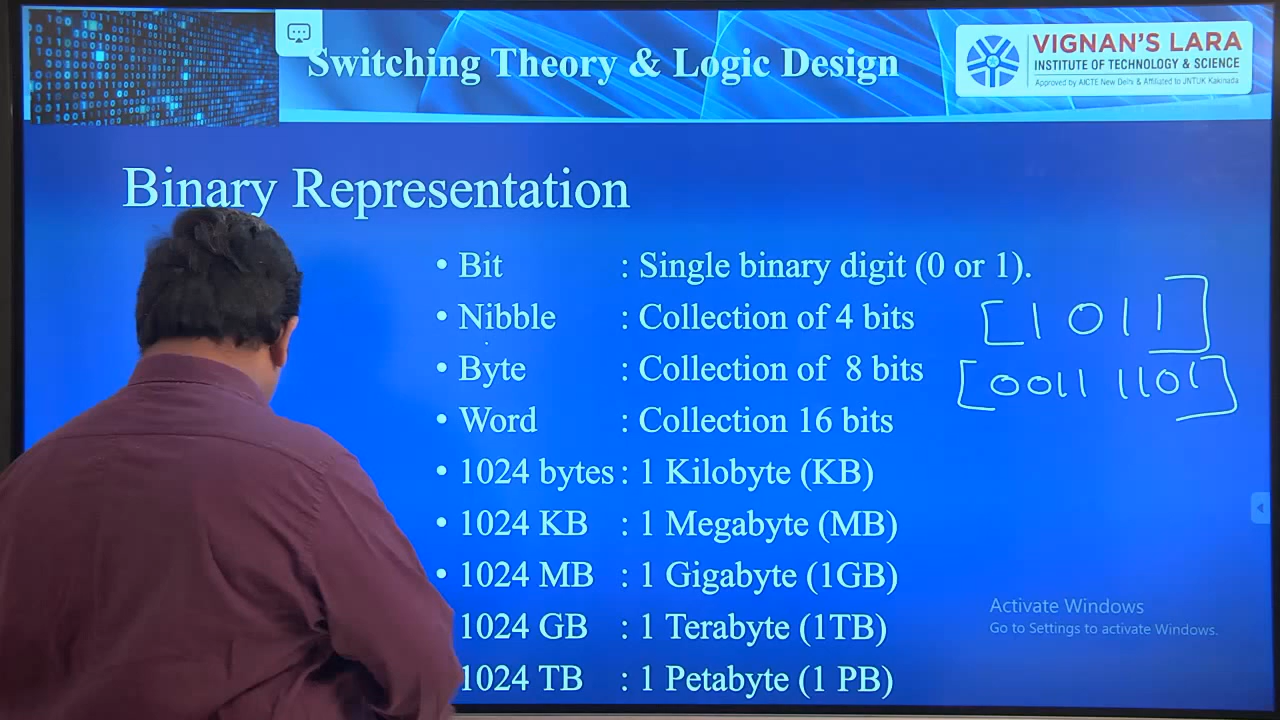 Switching Theory & Logic Design
VIGNAN'S LARA
INSTITUTE OF TECHNOLOGY & SCIENCE
Approved by AICTE New Delhi & Affiliated to JNTUK Kakinada
Binary Representation
• Bit : Single binary digit (0 or 1).
• Nibble : Collection of 4 bits [1 0 1 1]
• Byte : Collection of 8 bits [0011 1101]
• Word : Collection 16 bits
• 1024 bytes : 1 Kilobyte (KB)
• 1024 KB : 1 Megabyte (MB)
• 1024 MB : 1 Gigabyte (1GB)
1024 GB : 1 Terabyte (1TB)
1024 TB : 1 Petabyte (1 PB)
Activate Windows
Go to Settings to activate Windows.